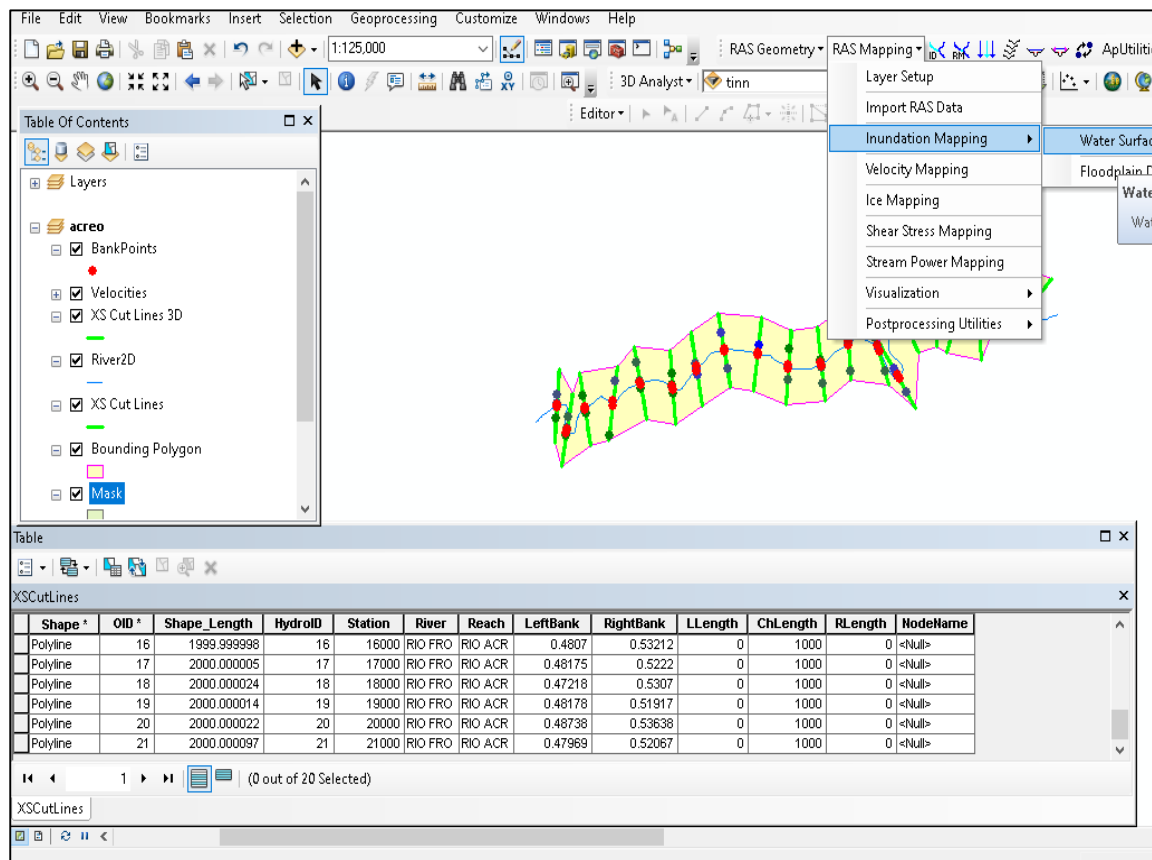 File Edit View Bookmarks Insert Selection Geoprocessing Customize Windows Help
1:125,000 RAS Geometry RAS Mapping ID RM ApUtilitie
3D Analyst tinn
Editor
Layer Setup
Import RAS Data
Inundation Mapping
Velocity Mapping
Ice Mapping
Shear Stress Mapping
Stream Power Mapping
Visualization
Postprocessing Utilities
Water Surfac
Floodplain D
Wate
Wat
Table Of Contents
Layers
acreo
BankPoints
Velocities
XS Cut Lines 3D
River2D
XS Cut Lines
Bounding Polygon
Mask
Table
XSCutLines
Shape * OID * Shape_Length HydroID Station River Reach LeftBank RightBank LLength ChLength RLength NodeName
Polyline 16 1999.999998 16 16000 RIO FRO RIO ACR 0.4807 0.53212 0 1000 0 <Null>
Polyline 17 2000.000005 17 17000 RIO FRO RIO ACR 0.48175 0.5222 0 1000 0 <Null>
Polyline 18 2000.000024 18 18000 RIO FRO RIO ACR 0.47218 0.5307 0 1000 0 <Null>
Polyline 19 2000.000014 19 19000 RIO FRO RIO ACR 0.48178 0.51917 0 1000 0 <Null>
Polyline 20 2000.000022 20 20000 RIO FRO RIO ACR 0.48738 0.53638 0 1000 0 <Null>
Polyline 21 2000.000097 21 21000 RIO FRO RIO ACR 0.47969 0.52067 0 1000 0 <Null>
1 (0 out of 20 Selected)
XSCutLines